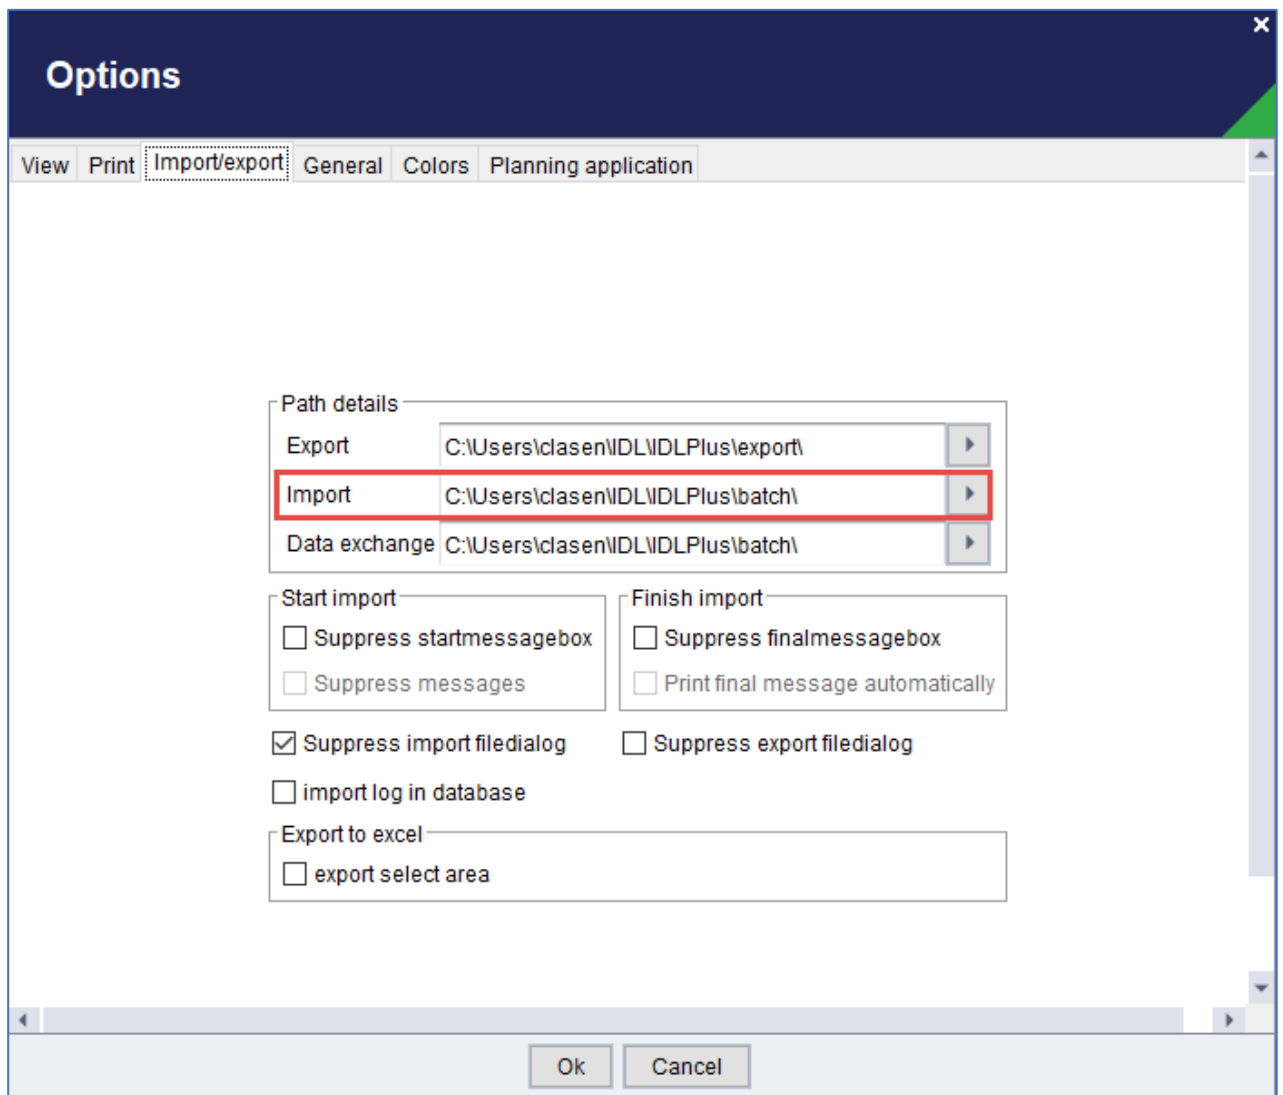 Options
View Print Import/export General Colors Planning application
Path details
Export C:\Users\clasen\IDL\IDLPlus\export\
Import C:\Users\clasen\IDL\IDLPlus\batch\
Data exchange C:\Users\clasen\IDL\IDLPlus\batch\
Start import Finish import
Suppress startmessagebox Suppress finalmessagebox
Suppress messages Print final message automatically
Suppress import filedialog Suppress export filedialog
import log in database
Export to excel
export select area
Ok Cancel